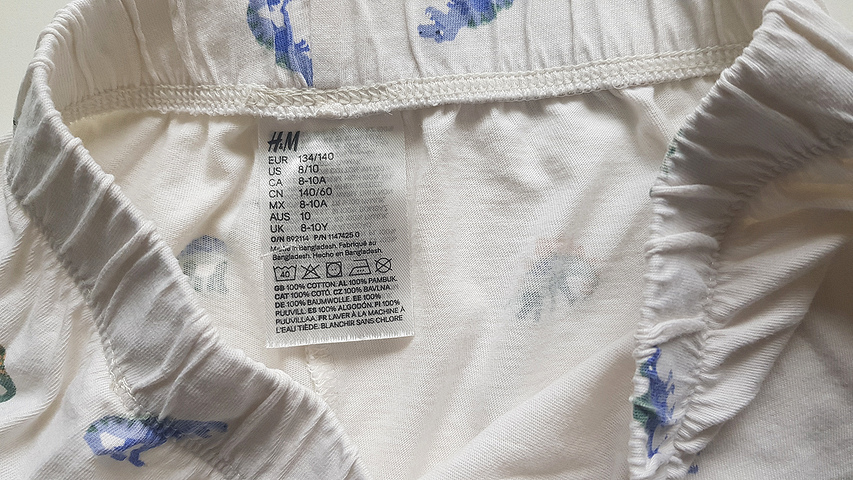 H&M
EUR 134/140
US 8/10
CA 8-10A
CN 140/60
MX 8-10A
AUS 10
UK 8-10Y
O/N 892114 P/N 1147425 0
Made in Bangladesh. Fabriqué au
Bangladesh. Hecho en Bangladesh.
40
GB 100% COTTON. AL 100% PAMBUK.
CAT 100% COTÓ. CZ 100% BAVLNA
DE 100% BAUMWOLLE. EE 100%
PUUVILL. ES 100% ALGODÓN. FI 100%
PUUVILLAA. FR LAVER À LA MACHINE À
L'EAU TIÈDE. BLANCHIR SANS CHLORE